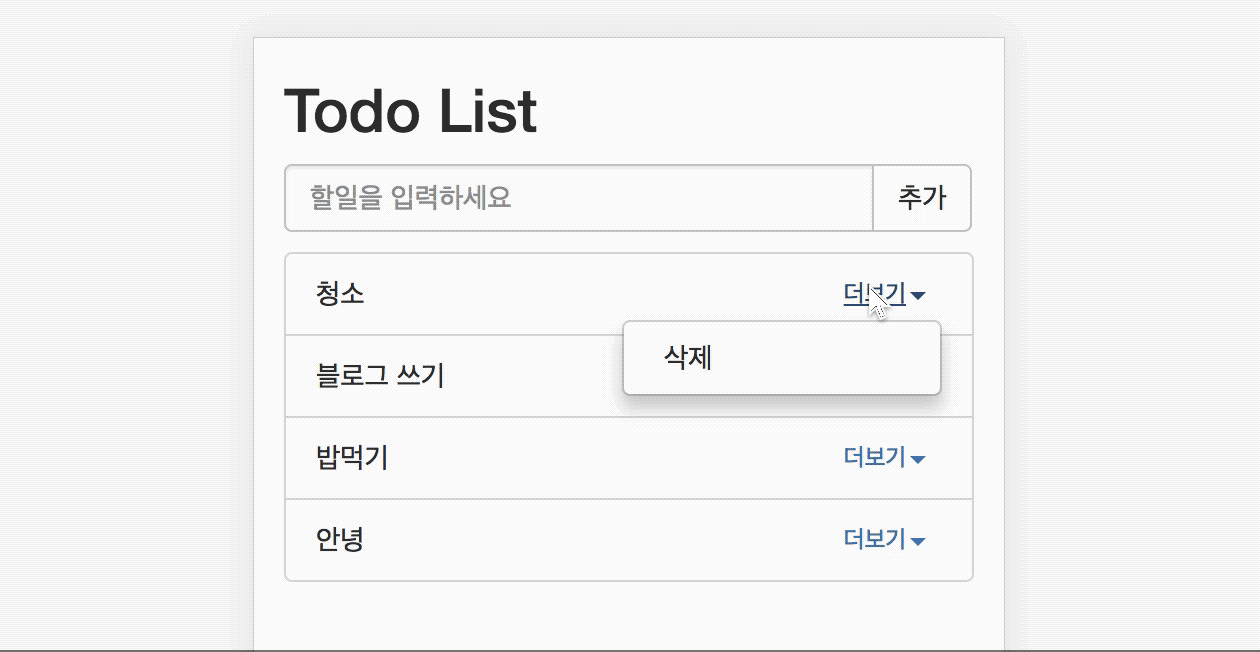 Todo List
할일을 입력하세요 추가
청소 더보기
삭제
블로그 쓰기
밥먹기 더보기
안녕 더보기